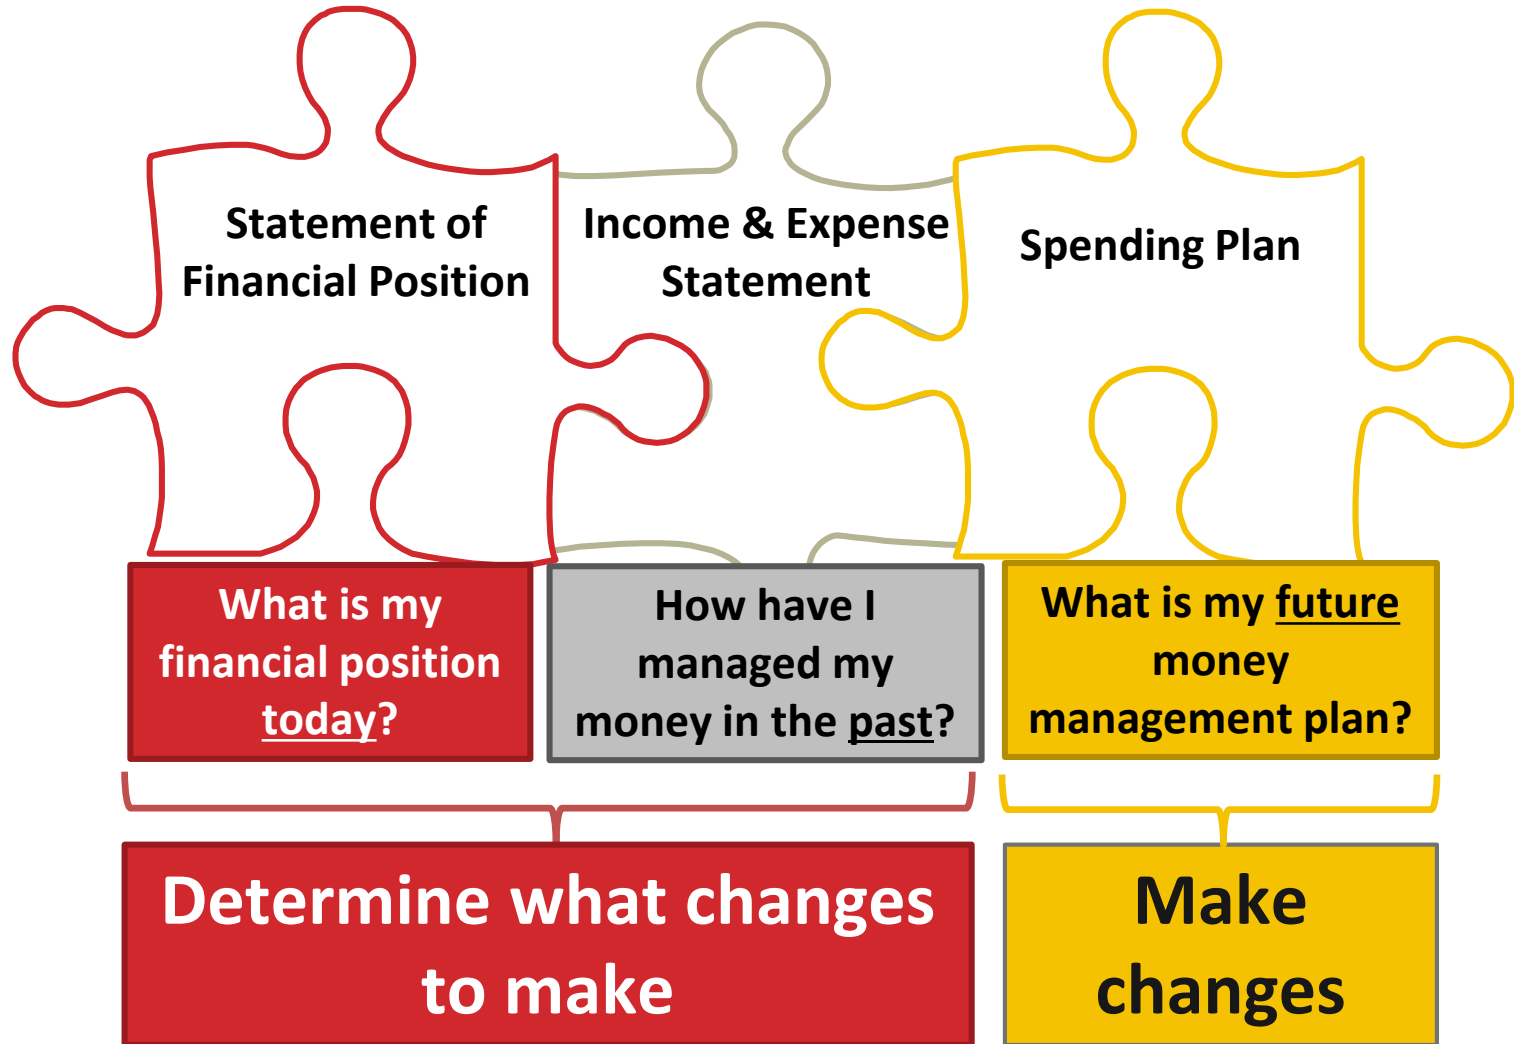 Statement of
Financial Position
Income & Expense
Statement
Spending Plan
What is my
financial position
today?
How have I
managed my
money in the past?
What is my future
money
management plan?
Determine what changes
to make
Make
changes